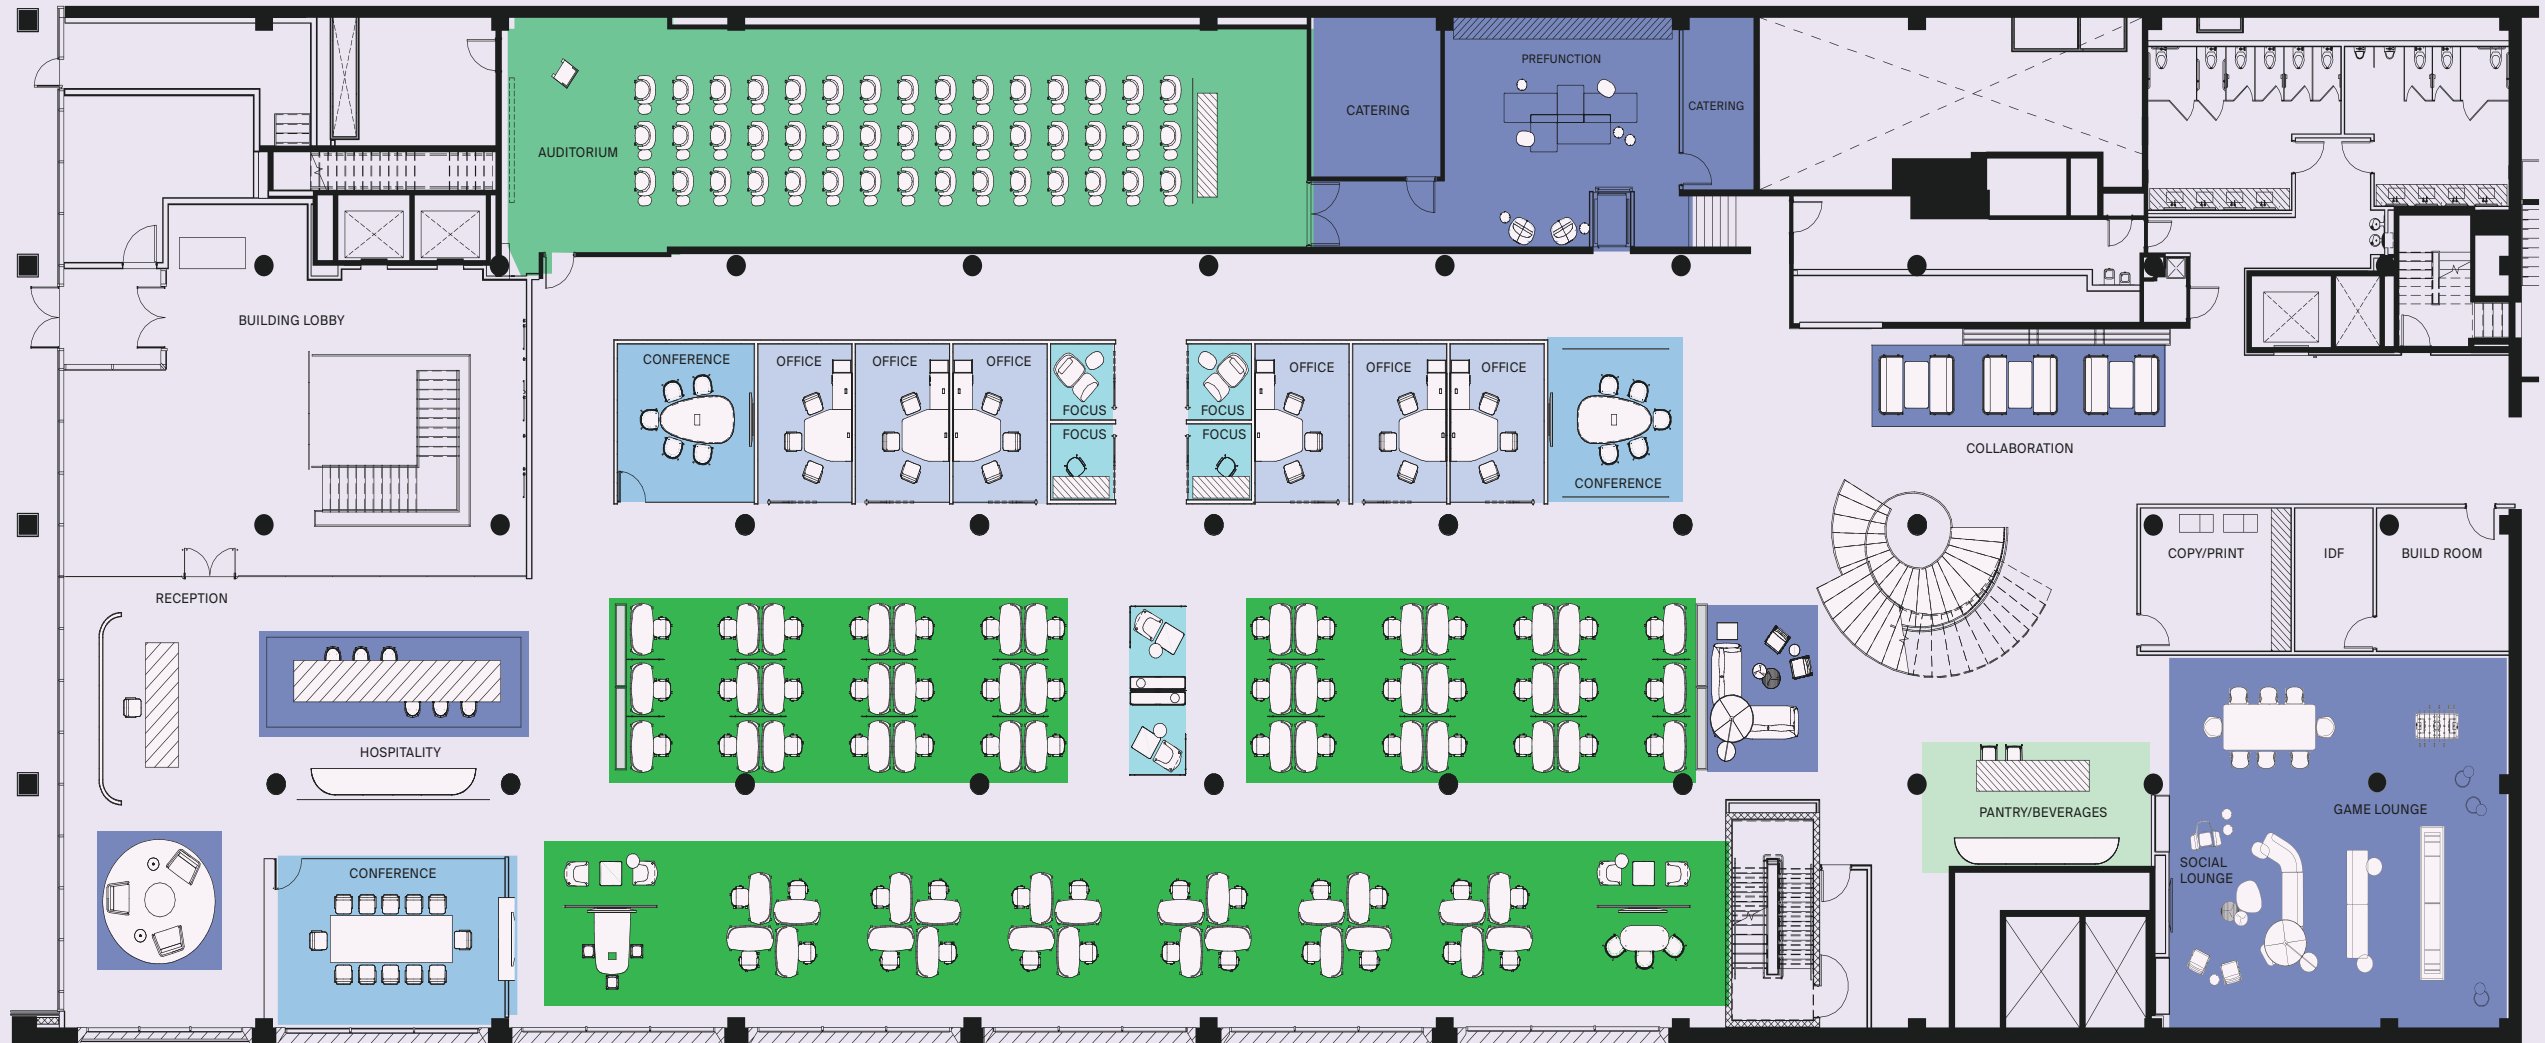 PREFUNCTION
CATERING
CATERING
AUDITORIUM
BUILDING LOBBY
CONFERENCE
OFFICE
OFFICE
OFFICE
FOCUS
FOCUS
FOCUS
FOCUS
OFFICE
OFFICE
OFFICE
CONFERENCE
COLLABORATION
COPY/PRINT
IDF
BUILD ROOM
RECEPTION
HOSPITALITY
PANTRY/BEVERAGES
GAME LOUNGE
SOCIAL
LOUNGE
CONFERENCE